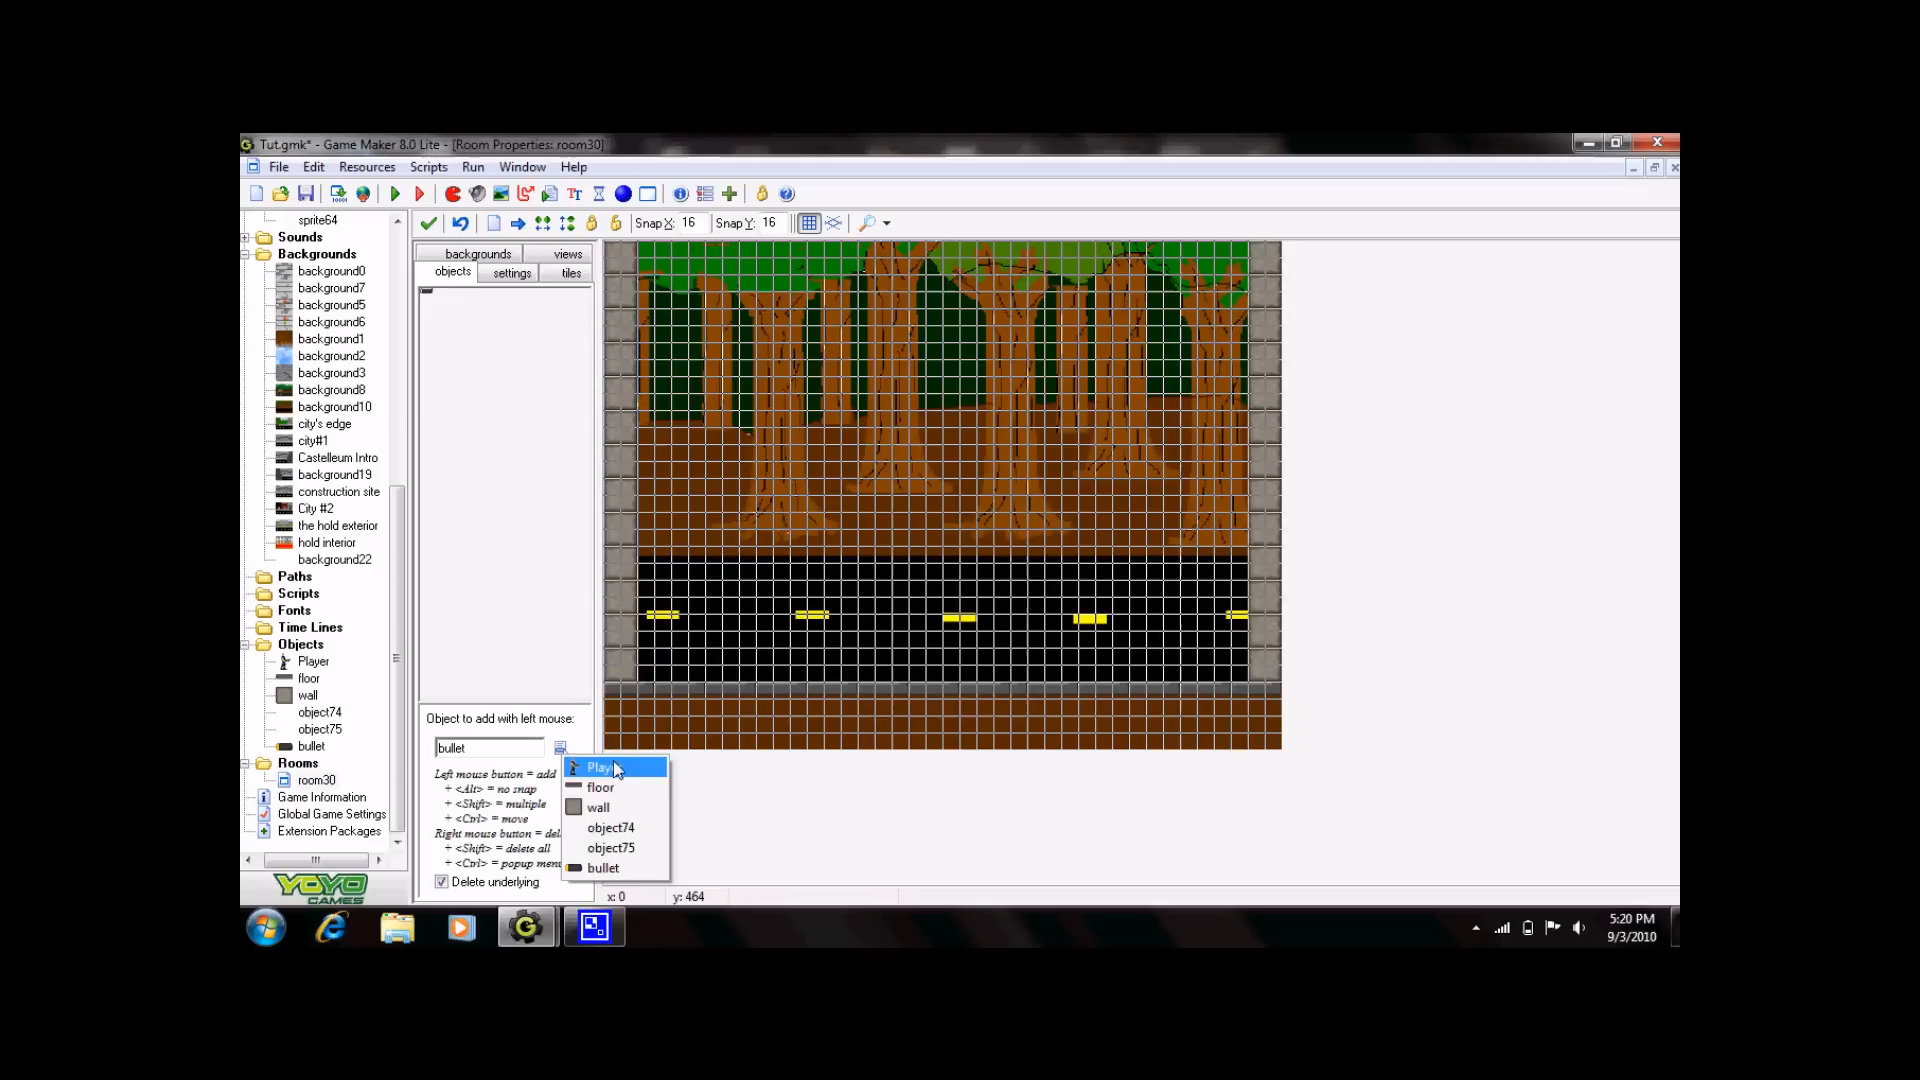 Tut.gmk* - Game Maker 8.0 Lite - [Room Properties: room30]
File Edit Resources Scripts Run Window Help
Snap X: 16 Snap Y: 16
sprite64
Sounds
Backgrounds
background0
background7
background5
background6
background1
background2
background3
background8
background10
city's edge
city#1
Castelleum Intro
background19
construction site
City #2
the hold exterior
hold interior
background22
Paths
Scripts
Fonts
Time Lines
Objects
Player
floor
wall
object74
object75
bullet
Rooms
room30
Game Information
Global Game Settings
Extension Packages
YOYO
GAMES
backgrounds views
objects settings tiles
Object to add with left mouse:
bullet
Left mouse button = add
+ <Alt> = no snap
+ <Shift> = multiple
+ <Ctrl> = move
Right mouse button = del
+ <Shift> = delete all
+ <Ctrl> = popup menu
Delete underlying
floor
wall
object74
object75
bullet
x: 0 y: 464
5:20 PM
9/3/2010